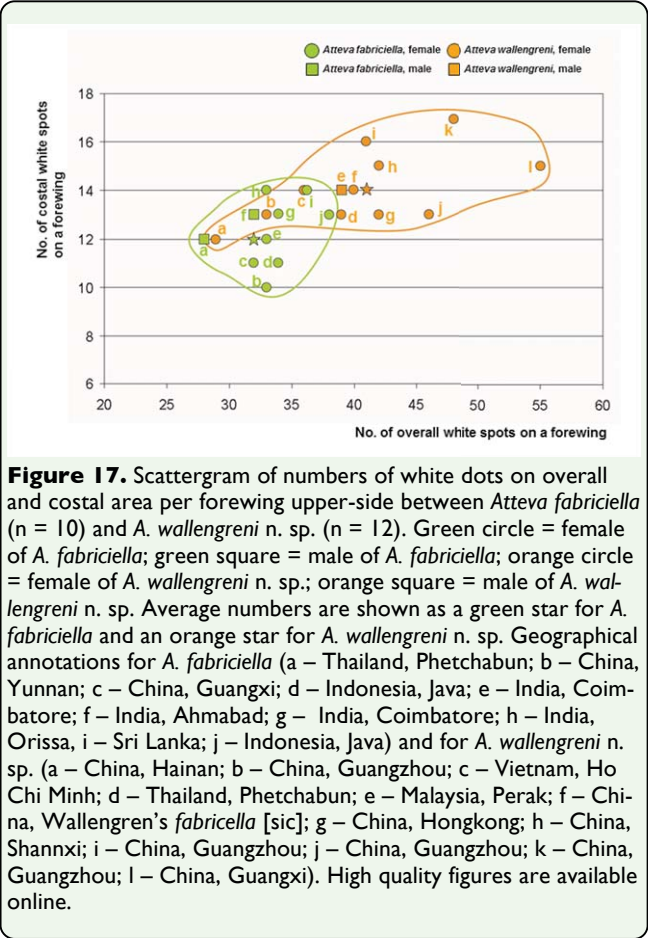 Atteva fabriciella, female Atteva wallengreni, female
Atteva fabriciella, male Atteva wallengreni, male
No. of costal white spots
on a forewing
18
16
14
12
10
8
6
i
k
h
l
h
e f
b
c i
f
g
j
d
g
j
a
e
a
c
d
b
20 25 30 35 40 45 50 55 60
No. of overall white spots on a forewing
Figure 17. Scattergram of numbers of white dots on overall
and costal area per forewing upper-side between Atteva fabriciella
(n = 10) and A. wallengreni n. sp. (n = 12). Green circle = female
of A. fabriciella; green square = male of A. fabriciella; orange circle
= female of A. wallengreni n. sp.; orange square = male of A. wal-
lengreni n. sp. Average numbers are shown as a green star for A.
fabriciella and an orange star for A. wallengreni n. sp. Geographical
annotations for A. fabriciella (a – Thailand, Phetchabun; b – China,
Yunnan; c – China, Guangxi; d – Indonesia, Java; e – India, Coim-
batore; f – India, Ahmabad; g – India, Coimbatore; h – India,
Orissa, i – Sri Lanka; j – Indonesia, Java) and for A. wallengreni n.
sp. (a – China, Hainan; b – China, Guangzhou; c – Vietnam, Ho
Chi Minh; d – Thailand, Phetchabun; e – Malaysia, Perak; f – Chi-
na, Wallengren's fabricella [sic]; g – China, Hongkong; h – China,
Shannxi; i – China, Guangzhou; j – China, Guangzhou; k – China,
Guangzhou; l – China, Guangxi). High quality figures are available
online.